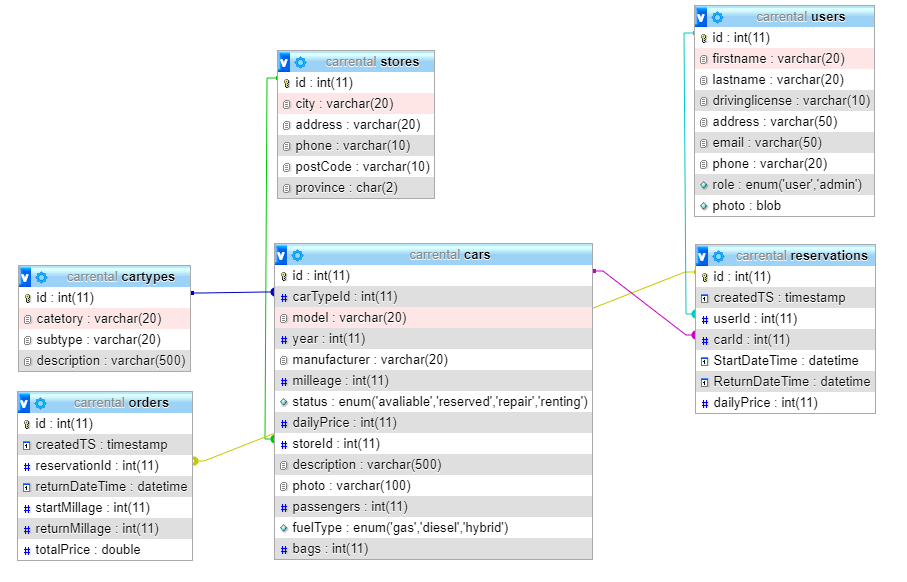 carrental stores
id : int(11)
city : varchar(20)
address : varchar(20)
phone : varchar(10)
postCode : varchar(10)
province : char(2)
carrental users
id : int(11)
firstname : varchar(20)
lastname : varchar(20)
drivinglicense : varchar(10)
address : varchar(50)
email : varchar(50)
phone : varchar(20)
role : enum('user','admin')
photo : blob
carrental cartypes
id : int(11)
catetory : varchar(20)
subtype : varchar(20)
description : varchar(500)
carrental cars
id : int(11)
carTypeId : int(11)
model : varchar(20)
year : int(11)
manufacturer : varchar(20)
milleage : int(11)
status : enum('avaliable','reserved','repair','renting')
dailyPrice : int(11)
storeId : int(11)
description : varchar(500)
photo : varchar(100)
passengers : int(11)
fuelType : enum('gas','diesel','hybrid')
bags : int(11)
carrental reservations
id : int(11)
createdTS : timestamp
userId : int(11)
carId : int(11)
StartDateTime : datetime
ReturnDateTime : datetime
dailyPrice : int(11)
carrental orders
id : int(11)
createdTS : timestamp
reservationId : int(11)
returnDateTime : datetime
startMillage : int(11)
returnMillage : int(11)
totalPrice : double